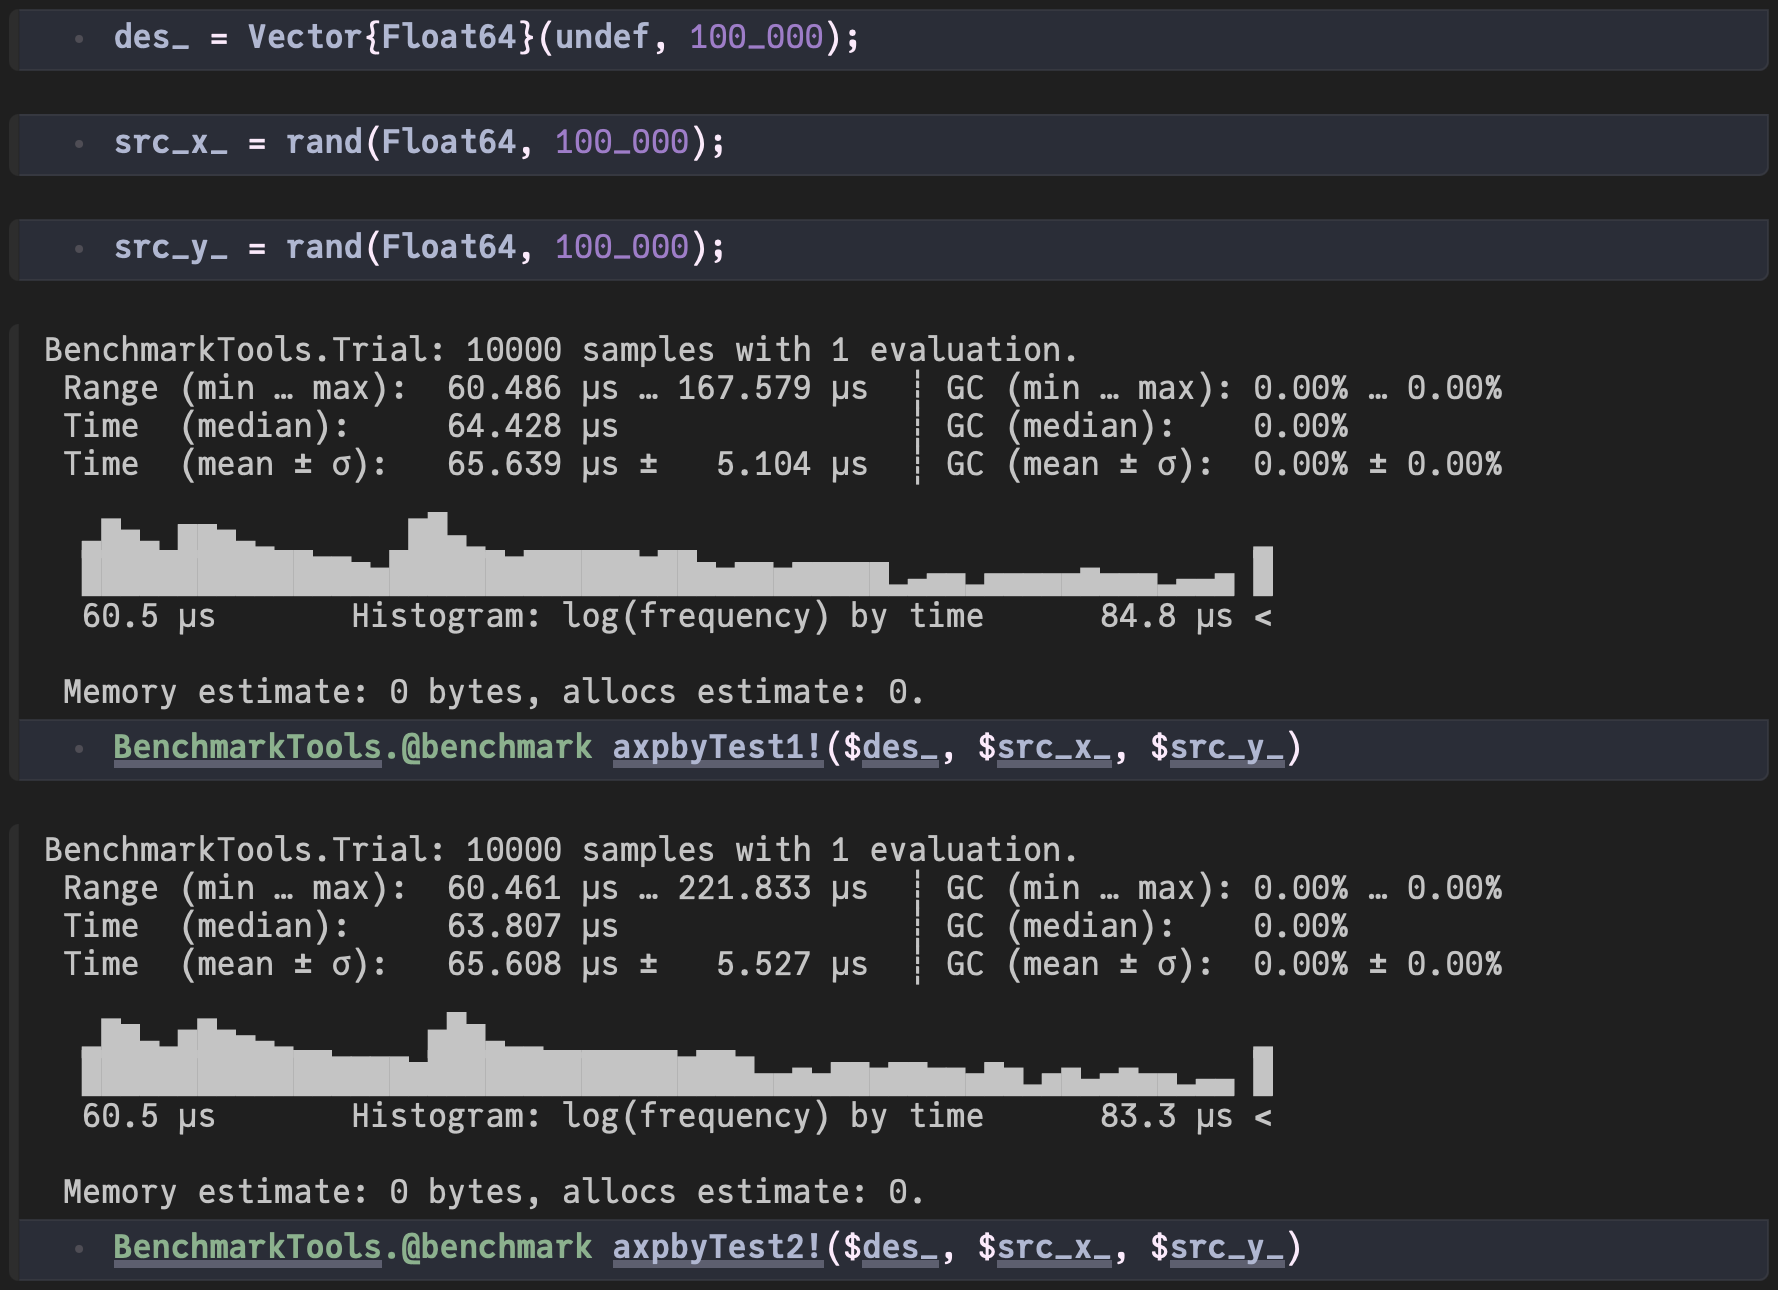 des_ = Vector{Float64}(undef, 100_000);
src_x_ = rand(Float64, 100_000);
src_y_ = rand(Float64, 100_000);
BenchmarkTools.Trial: 10000 samples with 1 evaluation.
Range (min … max): 60.486 µs … 167.579 µs ┊ GC (min … max): 0.00% … 0.00%
Time (median): 64.428 µs ┊ GC (median): 0.00%
Time (mean ± σ): 65.639 µs ± 5.104 µs ┊ GC (mean ± σ): 0.00% ± 0.00%
60.5 µs Histogram: log(frequency) by time 84.8 µs <
Memory estimate: 0 bytes, allocs estimate: 0.
BenchmarkTools.@benchmark axpbyTest1!($des_, $src_x_, $src_y_)
BenchmarkTools.Trial: 10000 samples with 1 evaluation.
Range (min … max): 60.461 µs … 221.833 µs ┊ GC (min … max): 0.00% … 0.00%
Time (median): 63.807 µs ┊ GC (median): 0.00%
Time (mean ± σ): 65.608 µs ± 5.527 µs ┊ GC (mean ± σ): 0.00% ± 0.00%
60.5 µs Histogram: log(frequency) by time 83.3 µs <
Memory estimate: 0 bytes, allocs estimate: 0.
BenchmarkTools.@benchmark axpbyTest2!($des_, $src_x_, $src_y_)